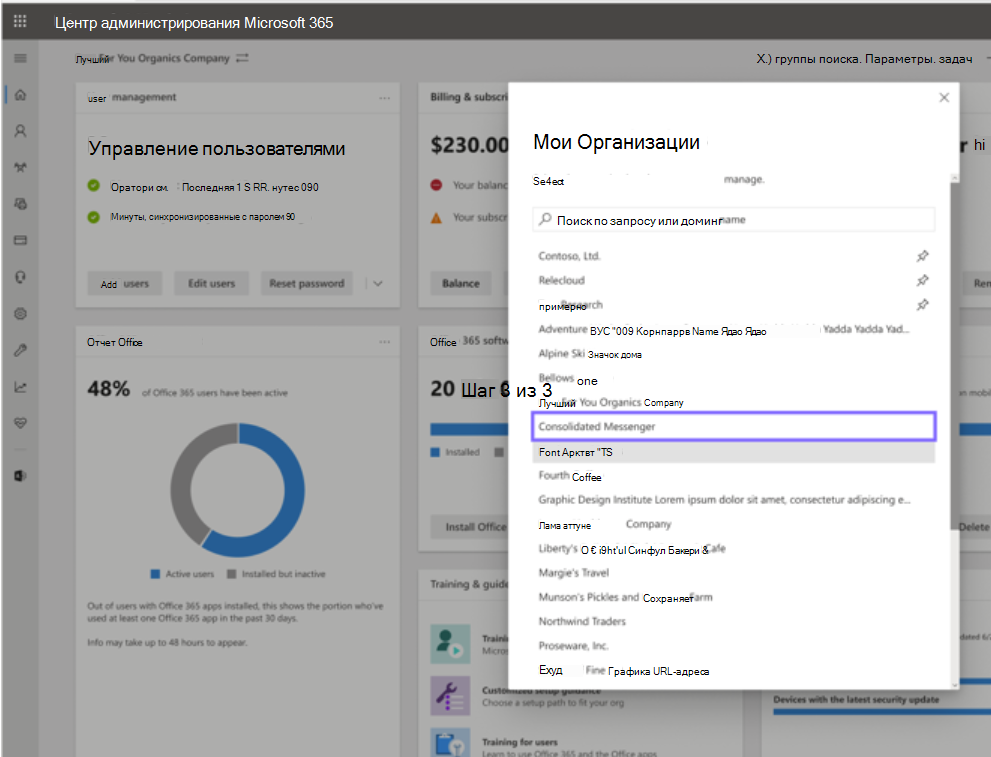 Центр администрирования Microsoft 365
Лучший For You Organics Company
Х.) группы поиска. Параметры. задач
user management
Billing & subscri
Управление пользователями
$230.00
hi
Оратори см. Последняя 1 S RR. нутес 090
Your balanc
Минуты, синхронизированные с паролем 90
Your subscr
Add users
Edit users
Reset password
Balance
Ren
Мои Организации
Se4ect manage.
Поиск по запросу или доминг name
Contoso, Ltd.
Relecloud
примерно Research
Adventure ВУС "009 Корнпаррв Name Ядао Ядао Yadda Yadda Yad...
Alpine Ski Значок дома
Bellows one
Лучший For You Organics Company
Consolidated Messenger
Font Арктвт "TS
Fourth Coffee
Graphic Design Institute Lorem ipsum dolor sit amet, consectetur adipiscing e...
Лама аттуне Company
Liberty's О € i9ht'ul Синфул Бакери & Cafe
Margie's Travel
Munson's Pickles and Сохраняет Farm
Northwind Traders
Proseware, Inc.
Ехуд Fine Графика URL-адреса
Отчет Office
Office 365 softw
48% of Office 365 users have been active
20 Шаг 3 из 3
Installed
Install Office
Delete
Active users
Installed but inactive
Out of users with Office 365 apps installed, this shows the portion who've
used at least one Office 365 app in the past 30 days.
Info may take up to 48 hours to appear.
Training & guide
Trainin
Micros
Customized setup guidance
Choose a setup path to fit your org
Training for users
Learn to use Office 365 and the Office apps
Devices with the latest security update